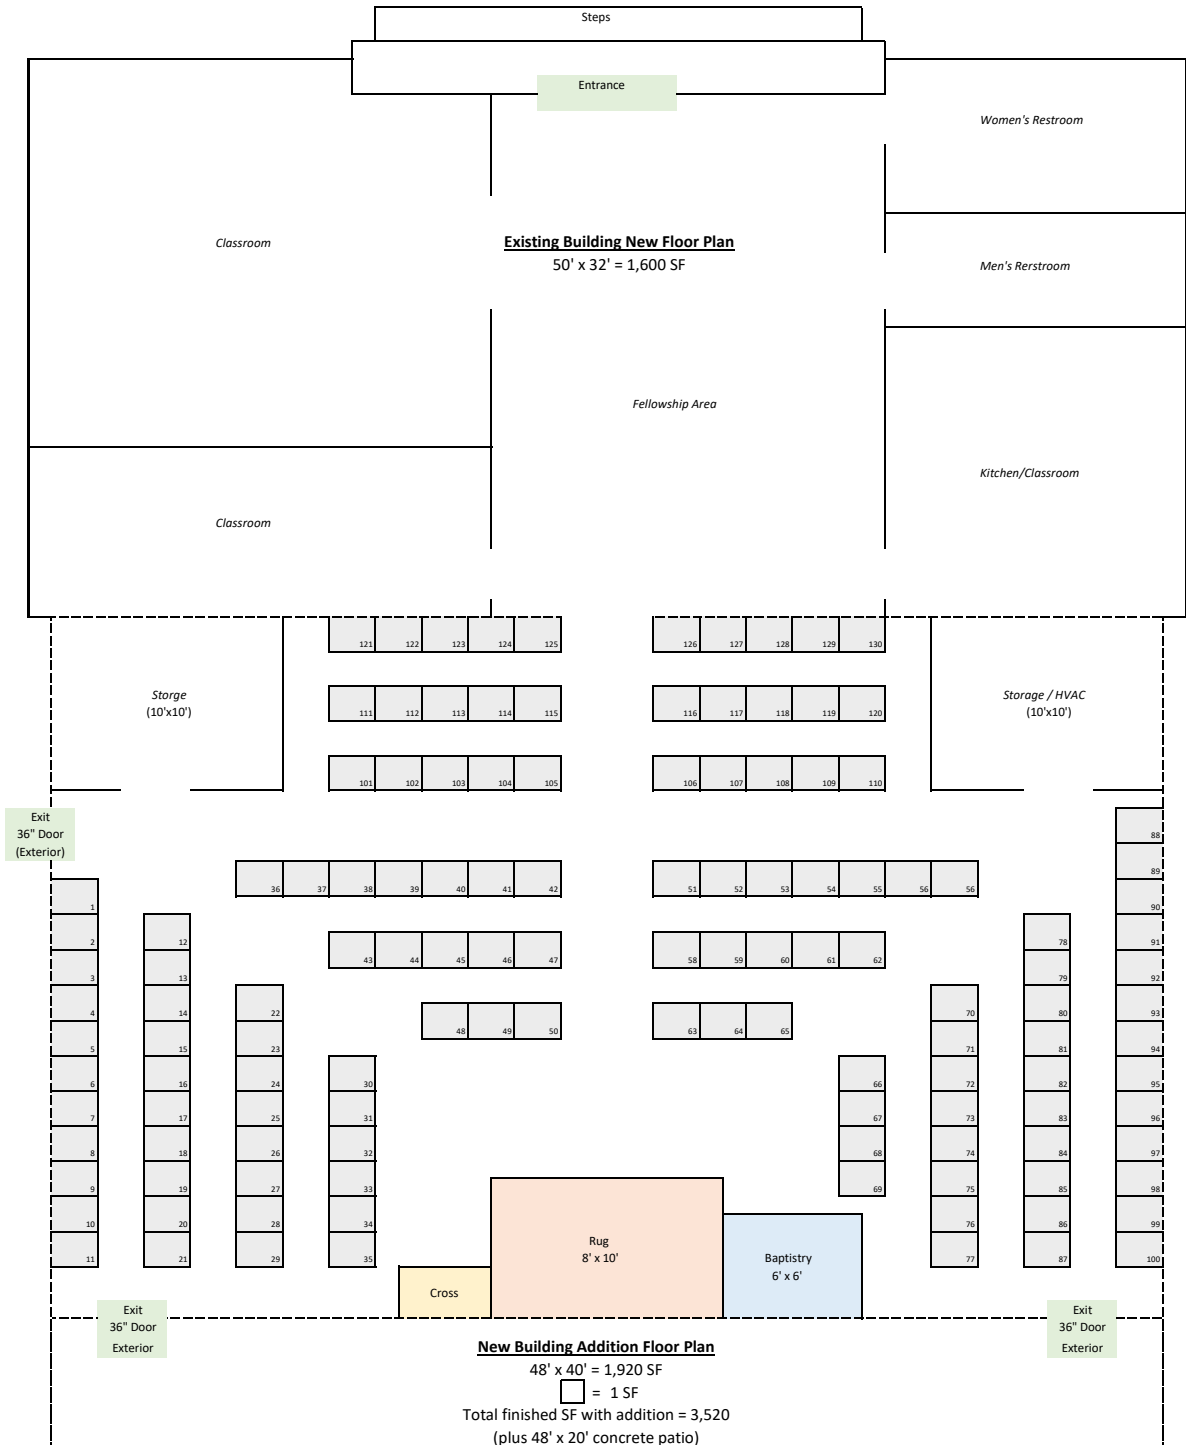 Steps
Entrance
Women's Restroom
Classroom
Existing Building New Floor Plan
50' x 32' = 1,600 SF
Men's Rerstroom
Fellowship Area
Kitchen/Classroom
Classroom
121 122 123 124 125 126 127 128 129 130
Storge
(10'x10')
111 112 113 114 115 116 117 118 119 120
Storage / HVAC
(10'x10')
101 102 103 104 105 106 107 108 109 110
Exit
36" Door
(Exterior)
88
89
36 37 38 39 40 41 42 51 52 53 54 55 56 56
1 90
2 12 78 91
43 44 45 46 47 58 59 60 61 62
3 13 79 92
4 14 22 70 80 93
48 49 50 63 64 65
5 15 23 71 81 94
6 16 24 30 66 72 82 95
7 17 25 31 67 73 83 96
8 18 26 32 68 74 84 97
9 19 27 33 69 75 85 98
10 20 28 34 76 86 99
11 21 29 35 77 87 100
Rug
8' x 10'
Baptistry
6' x 6'
Cross
Exit
36" Door
Exterior
Exit
36" Door
Exterior
New Building Addition Floor Plan
48' x 40' = 1,920 SF
= 1 SF
Total finished SF with addition = 3,520
(plus 48' x 20' concrete patio)